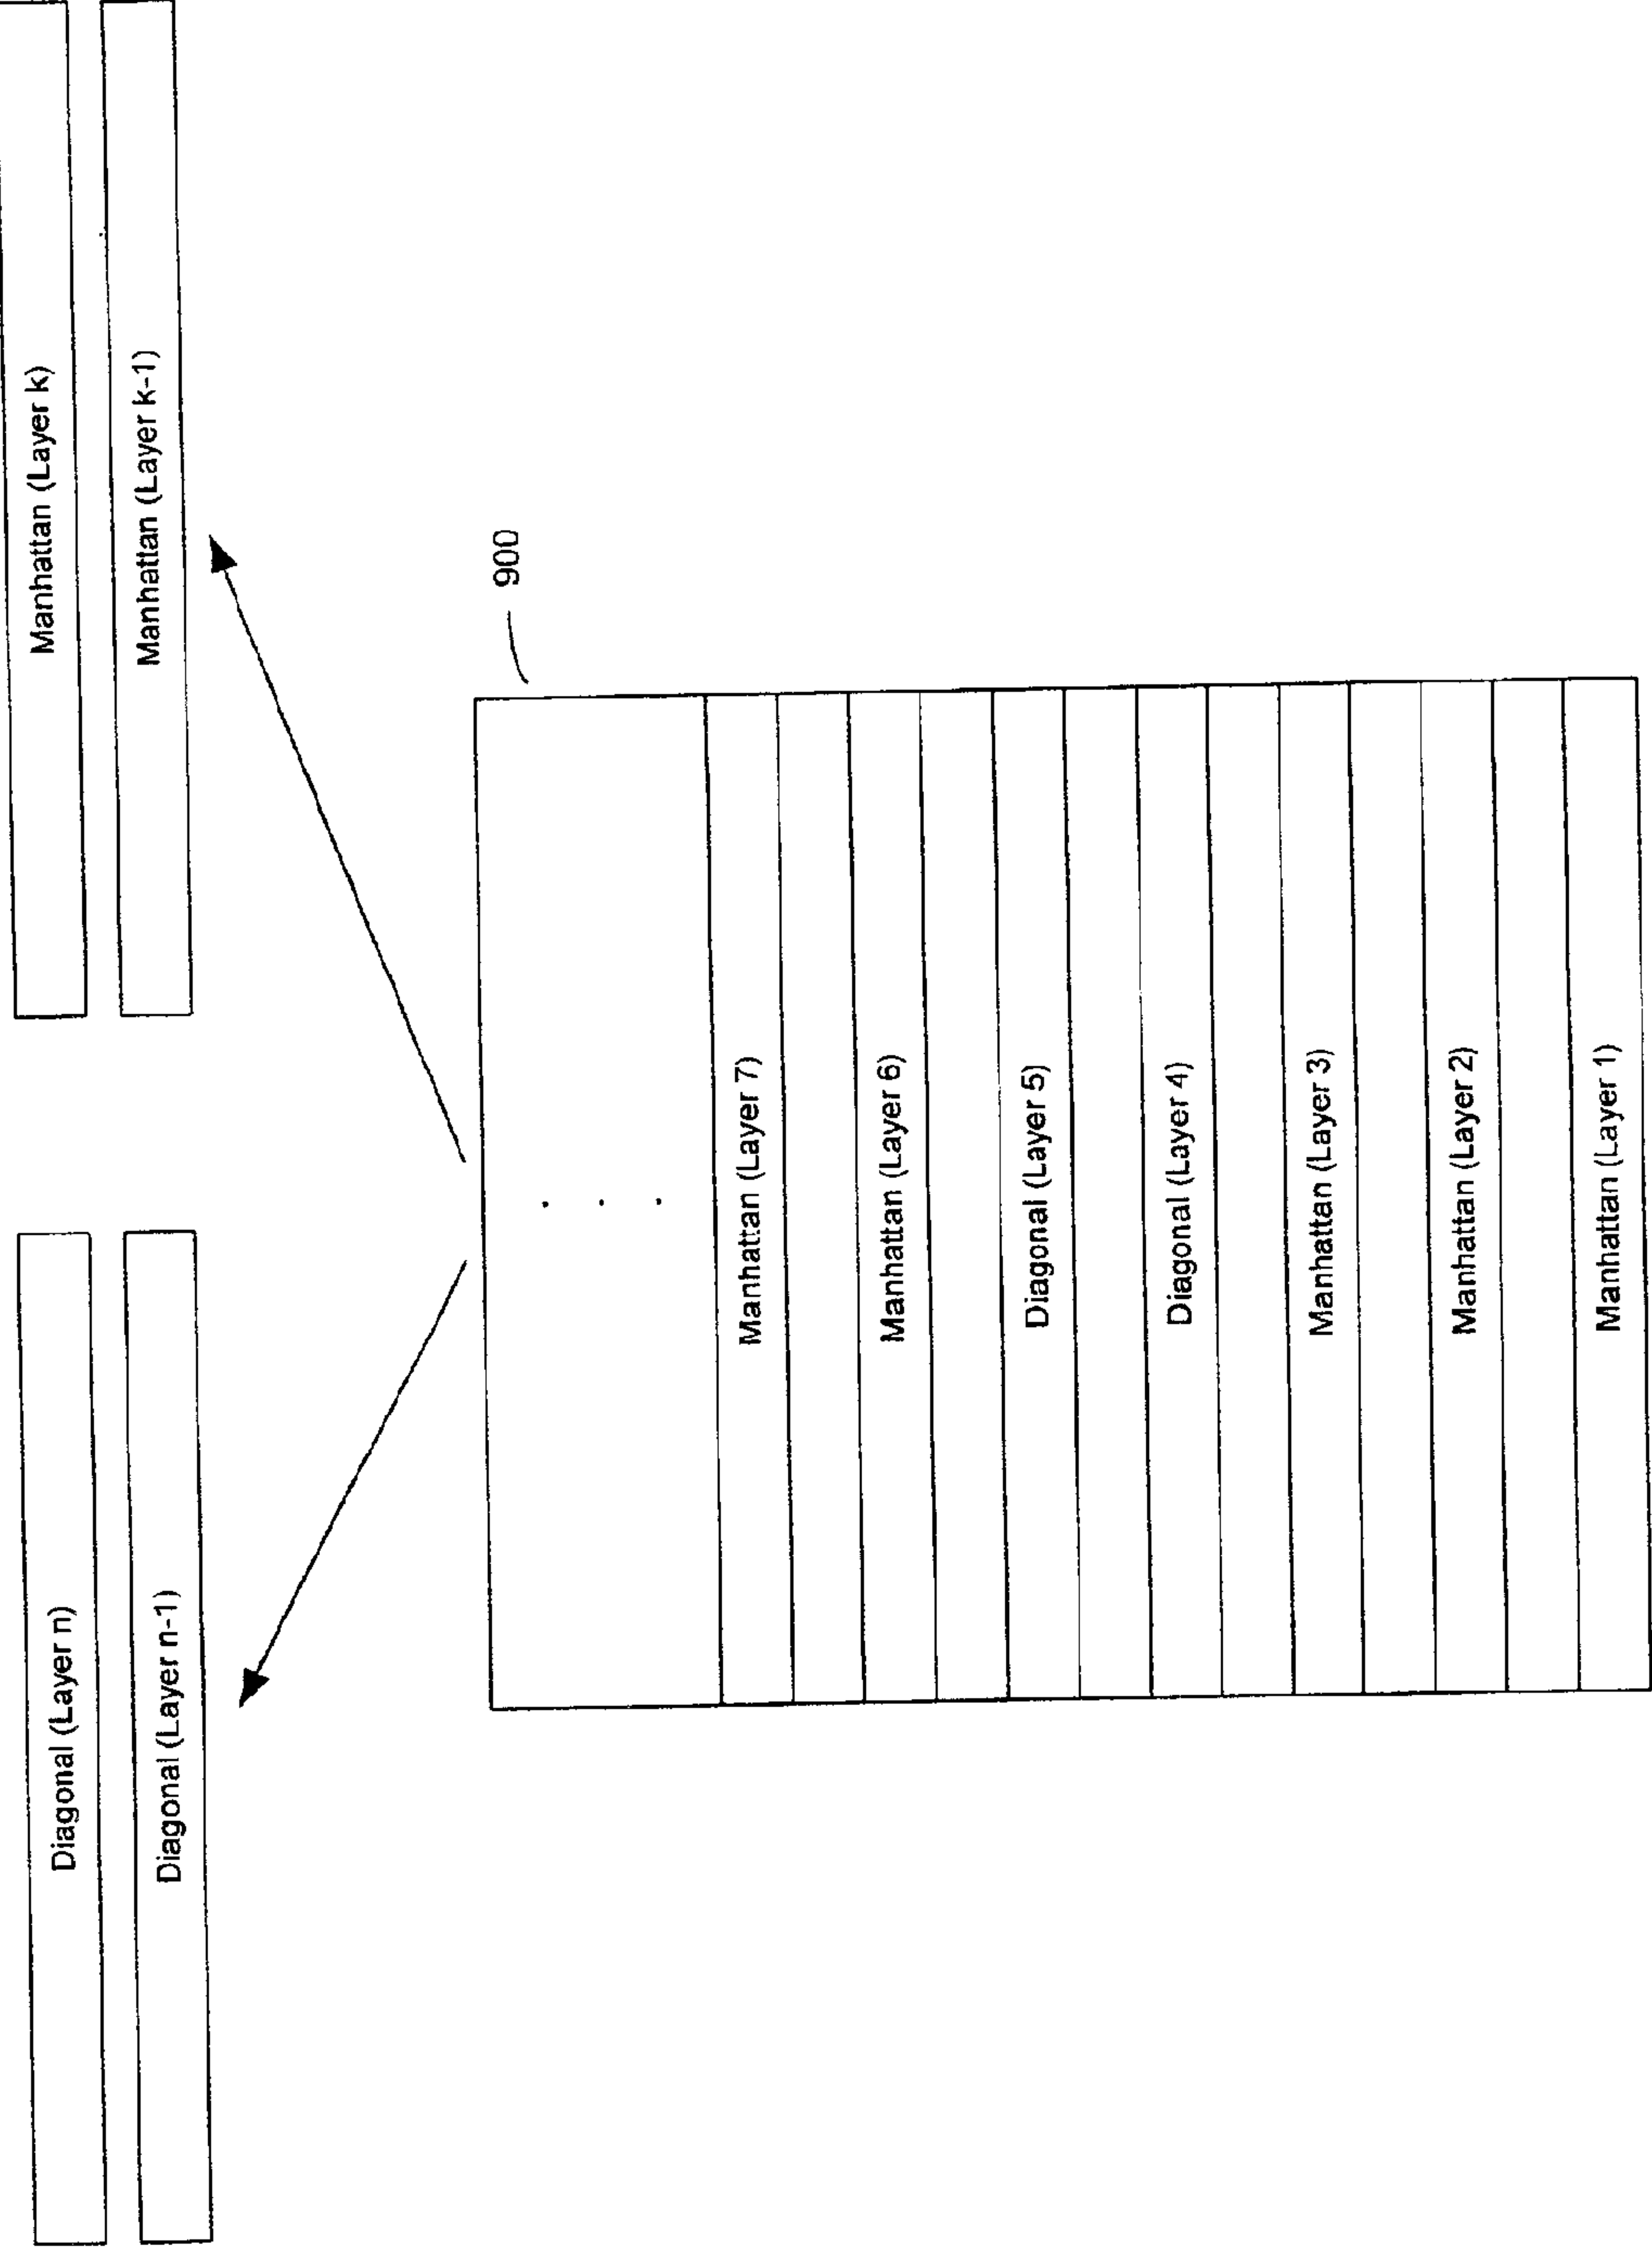 Diagonal (Layer n)
Diagonal (Layer n-1)
Manhattan (Layer k)
Manhattan (Layer k-1)
900
Manhattan (Layer 7)
Manhattan (Layer 6)
Diagonal (Layer 5)
Diagonal (Layer 4)
Manhattan (Layer 3)
Manhattan (Layer 2)
Manhattan (Layer 1)